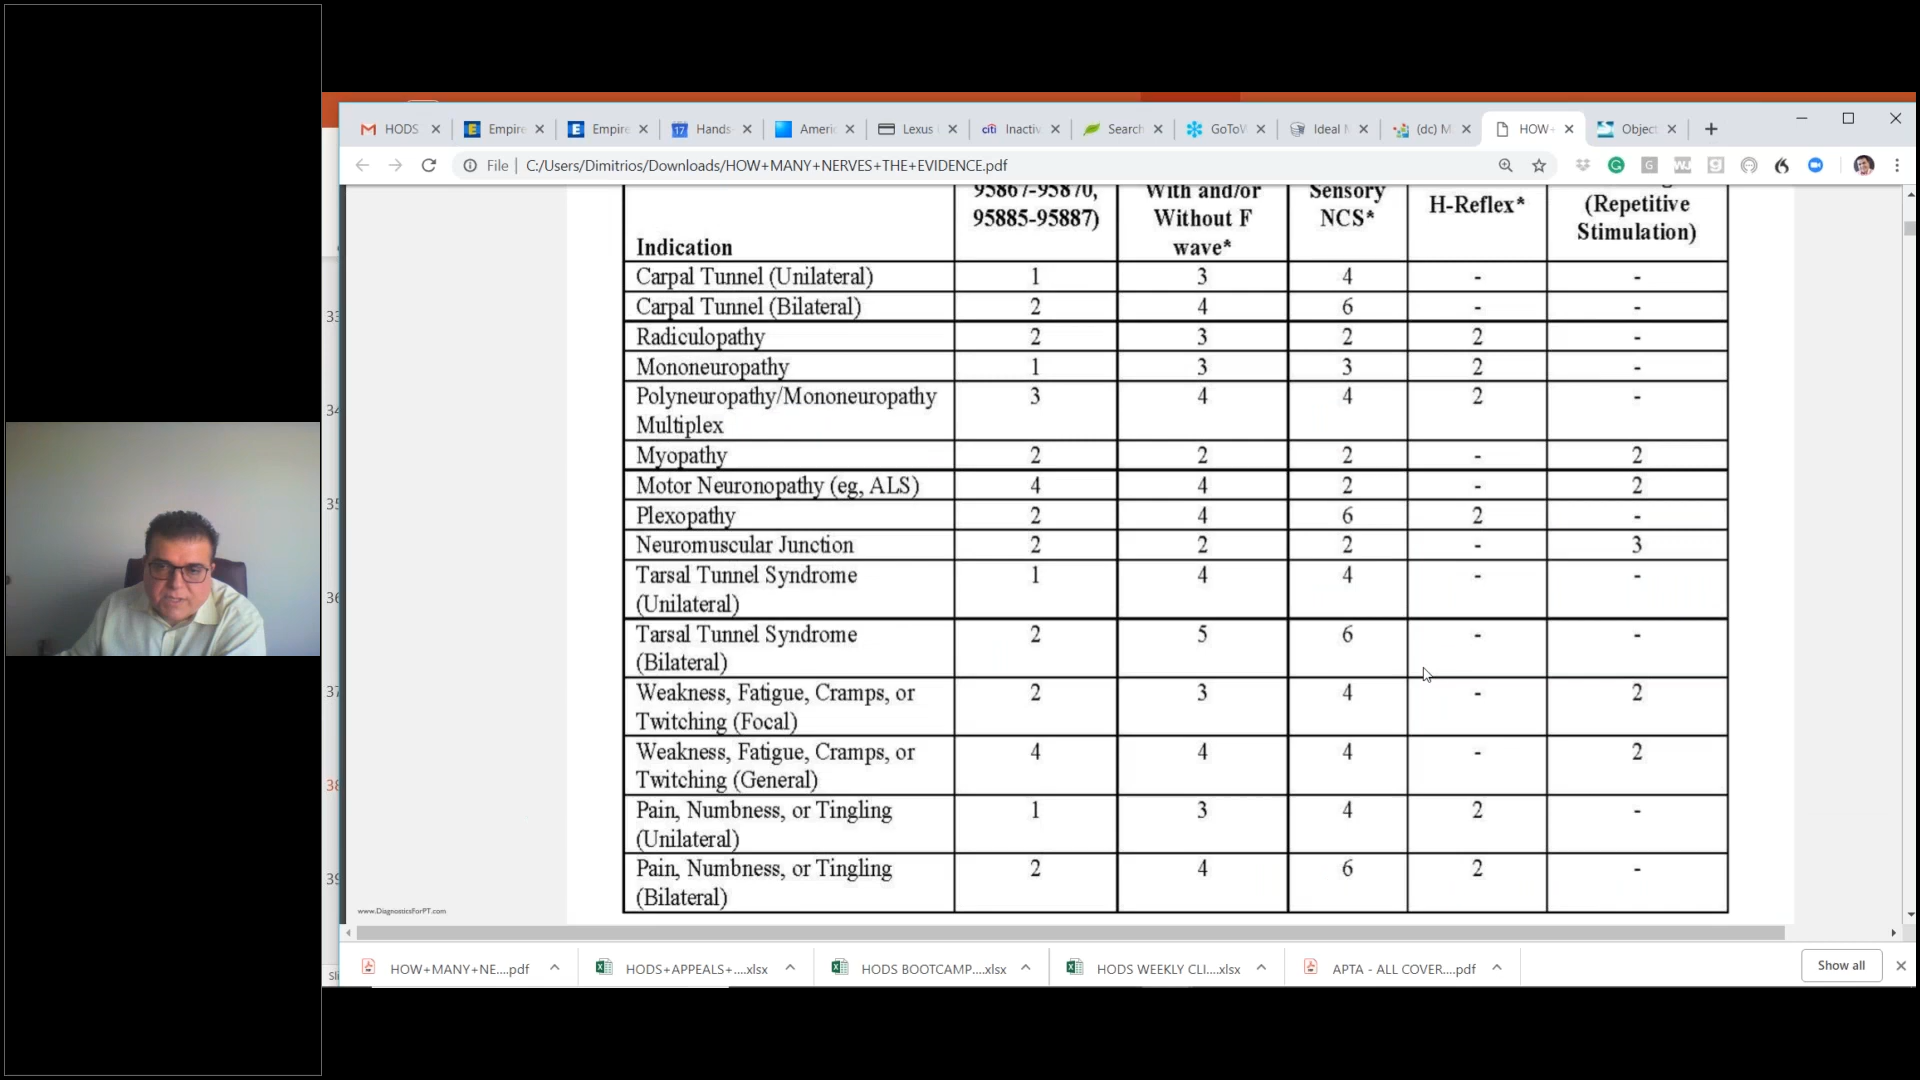 HODS
Empire
Empire
17 Hands-
Ameri
Lexus
citi Inactiv
Search
GoToW
Ideal
(dc) M
HOW+
Object
File
C:/Users/Dimitrios/Downloads/HOW+MANY+NERVES+THE+EVIDENCE.pdf
Indication
95867-95870,
95885-95887)
With and/or
Without F
wave*
Sensory
NCS*
H-Reflex*
(Repetitive
Stimulation)
Carpal Tunnel (Unilateral) 1 3 4 - -
Carpal Tunnel (Bilateral) 2 4 6 - -
Radiculopathy 2 3 2 2 -
Mononeuropathy 1 3 3 2 -
Polyneuropathy/Mononeuropathy 3 4 4 2 -
Multiplex
Myopathy 2 2 2 - 2
Motor Neuronopathy (eg, ALS) 4 4 2 - 2
Plexopathy 2 4 6 2 -
Neuromuscular Junction 2 2 2 - 3
Tarsal Tunnel Syndrome 1 4 4 - -
(Unilateral)
Tarsal Tunnel Syndrome 2 5 6 - -
(Bilateral)
Weakness, Fatigue, Cramps, or 2 3 4 - 2
Twitching (Focal)
Weakness, Fatigue, Cramps, or 4 4 4 - 2
Twitching (General)
Pain, Numbness, or Tingling 1 3 4 2 -
(Unilateral)
Pain, Numbness, or Tingling 2 4 6 2 -
(Bilateral)
www.DiagnosticsForPT.com
HOW+MANY+NE....pdf
HODS+APPEALS+....xlsx
HODS BOOTCAMP....xlsx
HODS WEEKLY CLI....xlsx
APTA - ALL COVER....pdf
Show all